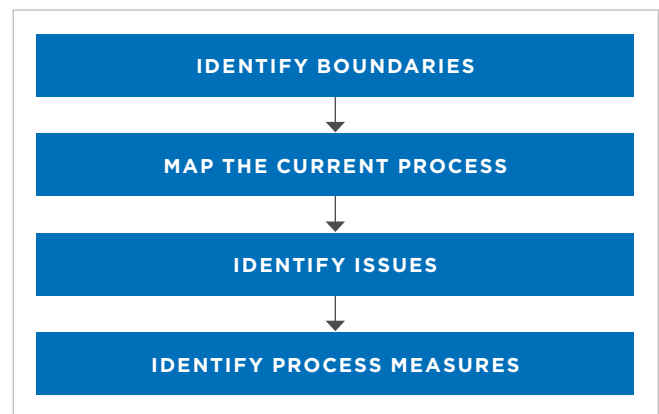 IDENTIFY BOUNDARIES
MAP THE CURRENT PROCESS
IDENTIFY ISSUES
IDENTIFY PROCESS MEASURES